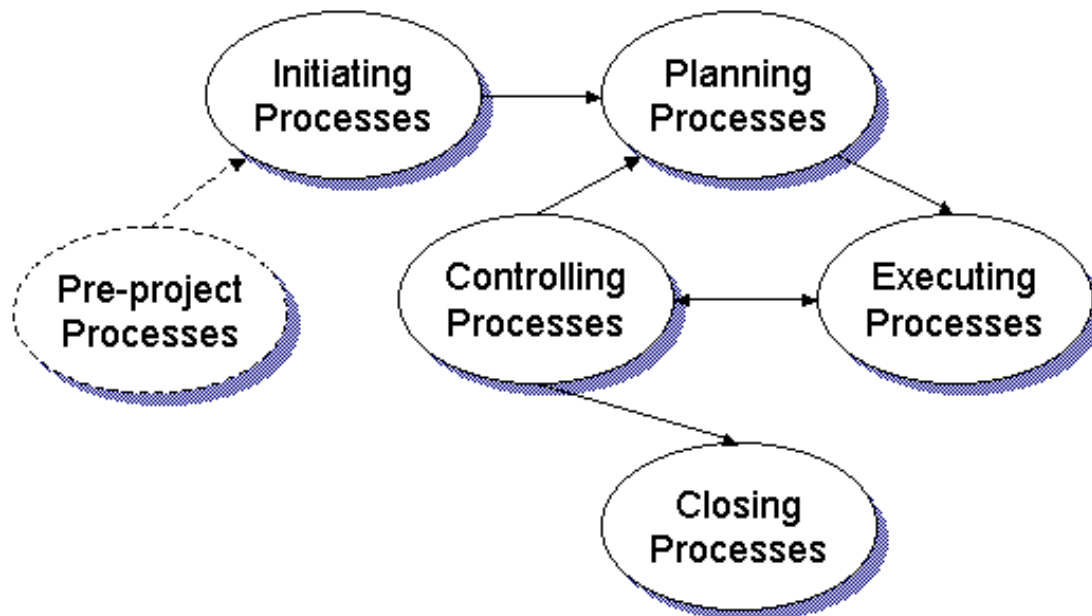 Initiating
Processes
Planning
Processes
Pre-project
Processes
Controlling
Processes
Executing
Processes
Closing
Processes